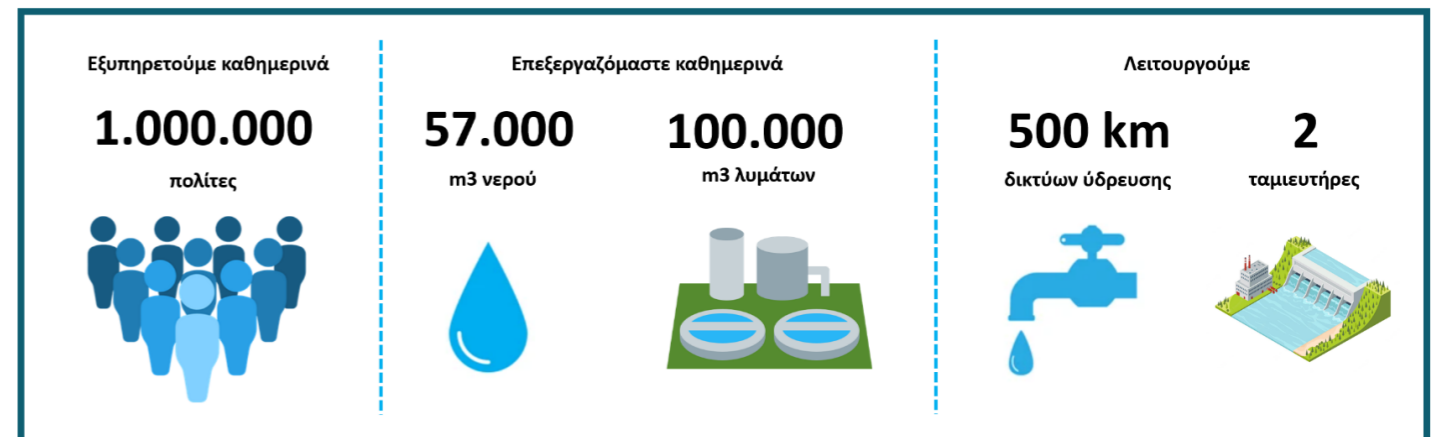 Εξυπηρετούμε καθημερινά
1.000.000
πολίτες
Επεξεργαζόμαστε καθημερινά
57.000
m3 νερού
100.000
m3 λυμάτων
Λειτουργούμε
500 km
δικτύων ύδρευσης
2
ταμιευτήρες